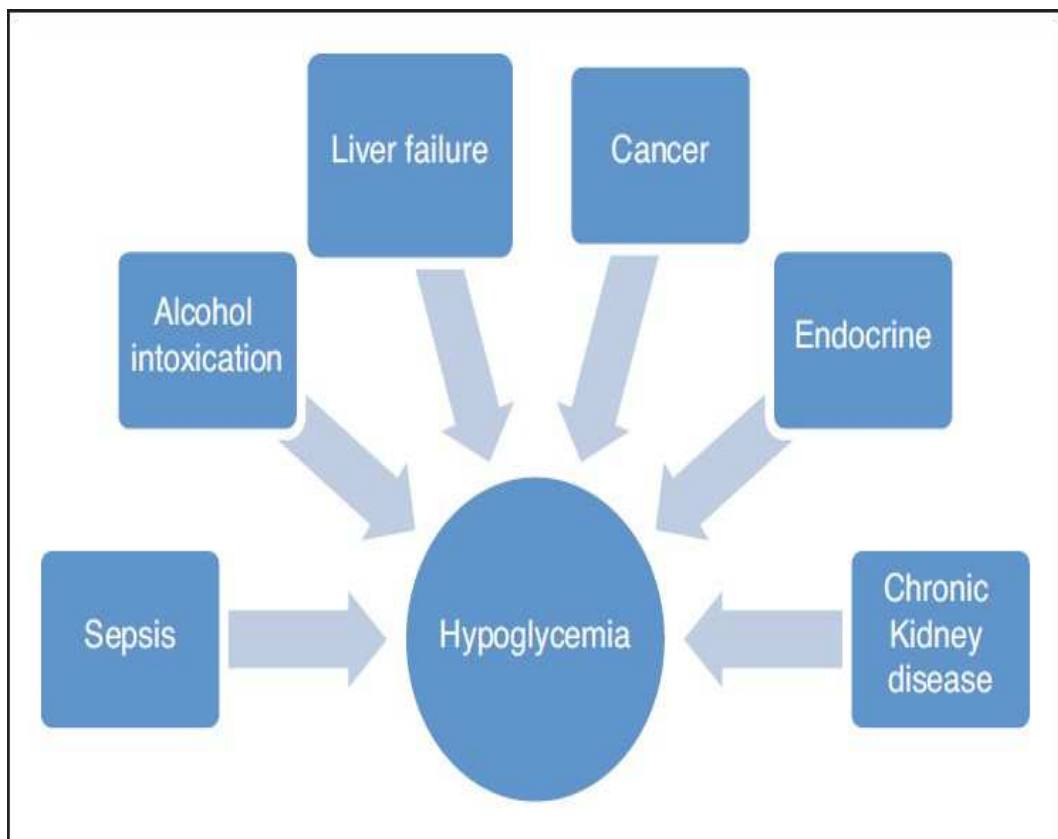 Liver failure
Cancer
Alcohol
intoxication
Endocrine
Sepsis
Hypoglycemia
Chronic
Kidney
disease